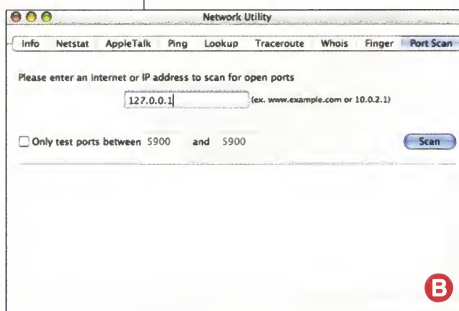 Network Utility
Info Netstat AppleTalk Ping Lookup Traceroute Whois Finger Port Scan
Please enter an internet or IP address to scan for open ports
127.0.0.1 (ex. www.example.com or 10.0.2.1)
Only test ports between 5900 and 5900 Scan
B